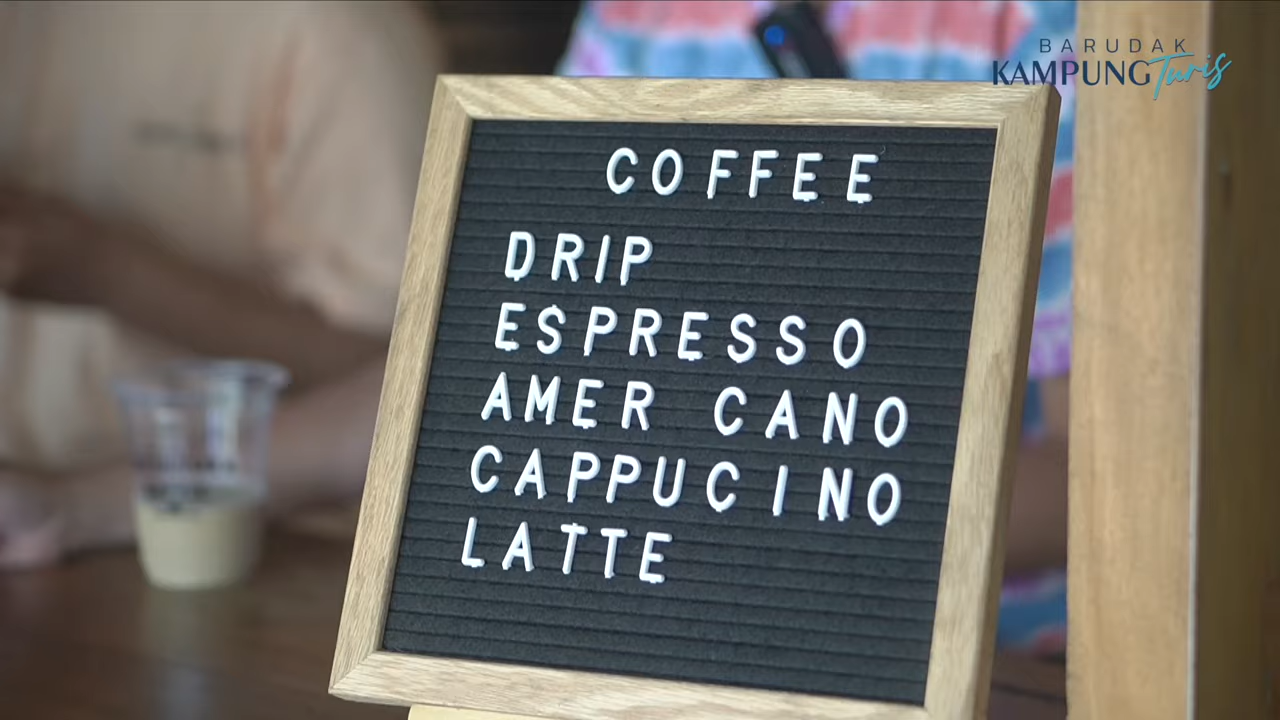 BARUDAK
KAMPUNG Turis
COFFEE
DRIP
ESPRESSO
AMER CANO
CAPPUCINO
LATTE